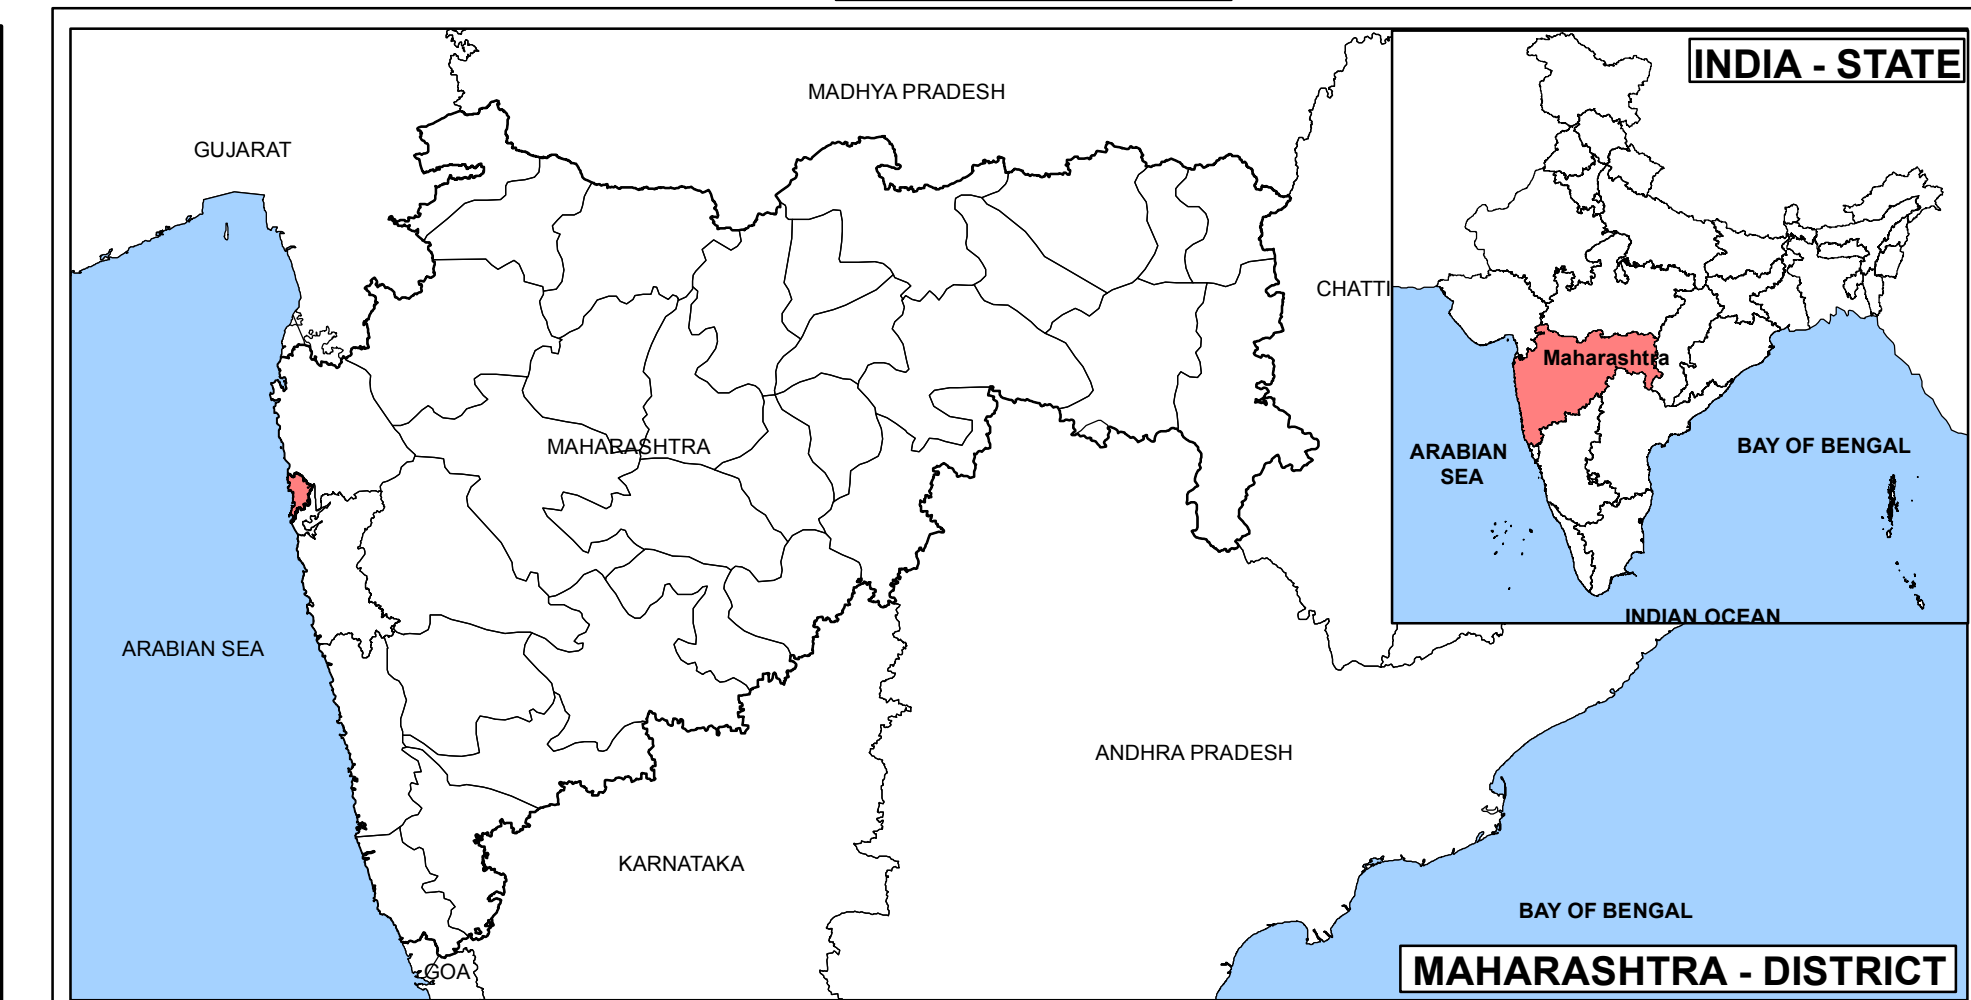 MADHYA PRADESH
GUJARAT
CHATTI
MAHARASHTRA
ARABIAN SEA
ANDHRA PRADESH
KARNATAKA
GOA
BAY OF BENGAL
MAHARASHTRA - DISTRICT
INDIA - STATE
Maharashtra
ARABIAN
SEA
BAY OF BENGAL
INDIAN OCEAN